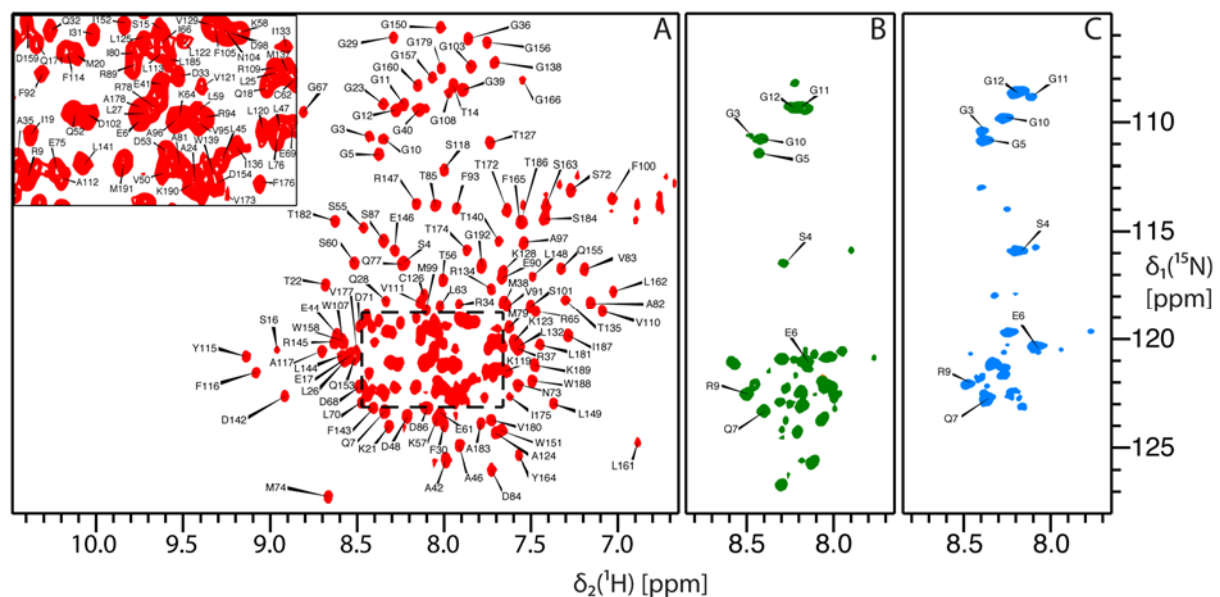 A
B
C
Q32
I152
S15
V129
I66
K58
I31
L125
I133
D98
L122
F105
N104
M137
D159
Q17
M20
I80
L113
L185
R109
F114
R89
D33
V121
L25
F92
E41
Q18
C62
R78
K64
A178
L59
L120
L47
A35
I19
L27
R94
Q52
D102
E6
V95
L45
A96
A81
W139
D53
A24
I136
L76
E69
R9
E75
L141
D154
A112
M191
V50
K190
F176
V173
G67
G150
G36
G29
G179
G103
G156
G157
G138
G160
G11
G39
G23
G166
T14
G12
G108
G40
G3
G10
T127
G5
S118
T186
S163
T172
F165
S72
F100
R147
T85
F93
S55
T182
S87
E146
T140
S184
T174
S4
G192
A97
S60
Q77
T56
K128
L148
Q155
V83
M99
E90
R134
T22
Q28
C126
V177
V111
L63
M38
S101
L162
D71
R34
V91
A82
E44
W107
M79
R65
T135
V110
S16
W158
K123
L132
I187
R145
R37
L181
Y115
A117
K119
K189
L144
E17
W188
F116
L26
Q153
N73
D68
D142
L70
I175
L149
F143
D86
E61
V180
Q7
K21
D48
K57
F30
W151
A183
A124
L161
A42
A46
Y164
M74
D84
G12
G11
G3
G10
G5
S4
E6
R9
Q7
G12
G11
G3
G10
G5
S4
E6
R9
Q7
110
115
120
125
δ₁(¹⁵N)
[ppm]
10.0 9.5 9.0 8.5 8.0 7.5 7.0
8.5 8.0
8.5 8.0
δ₂(¹H) [ppm]